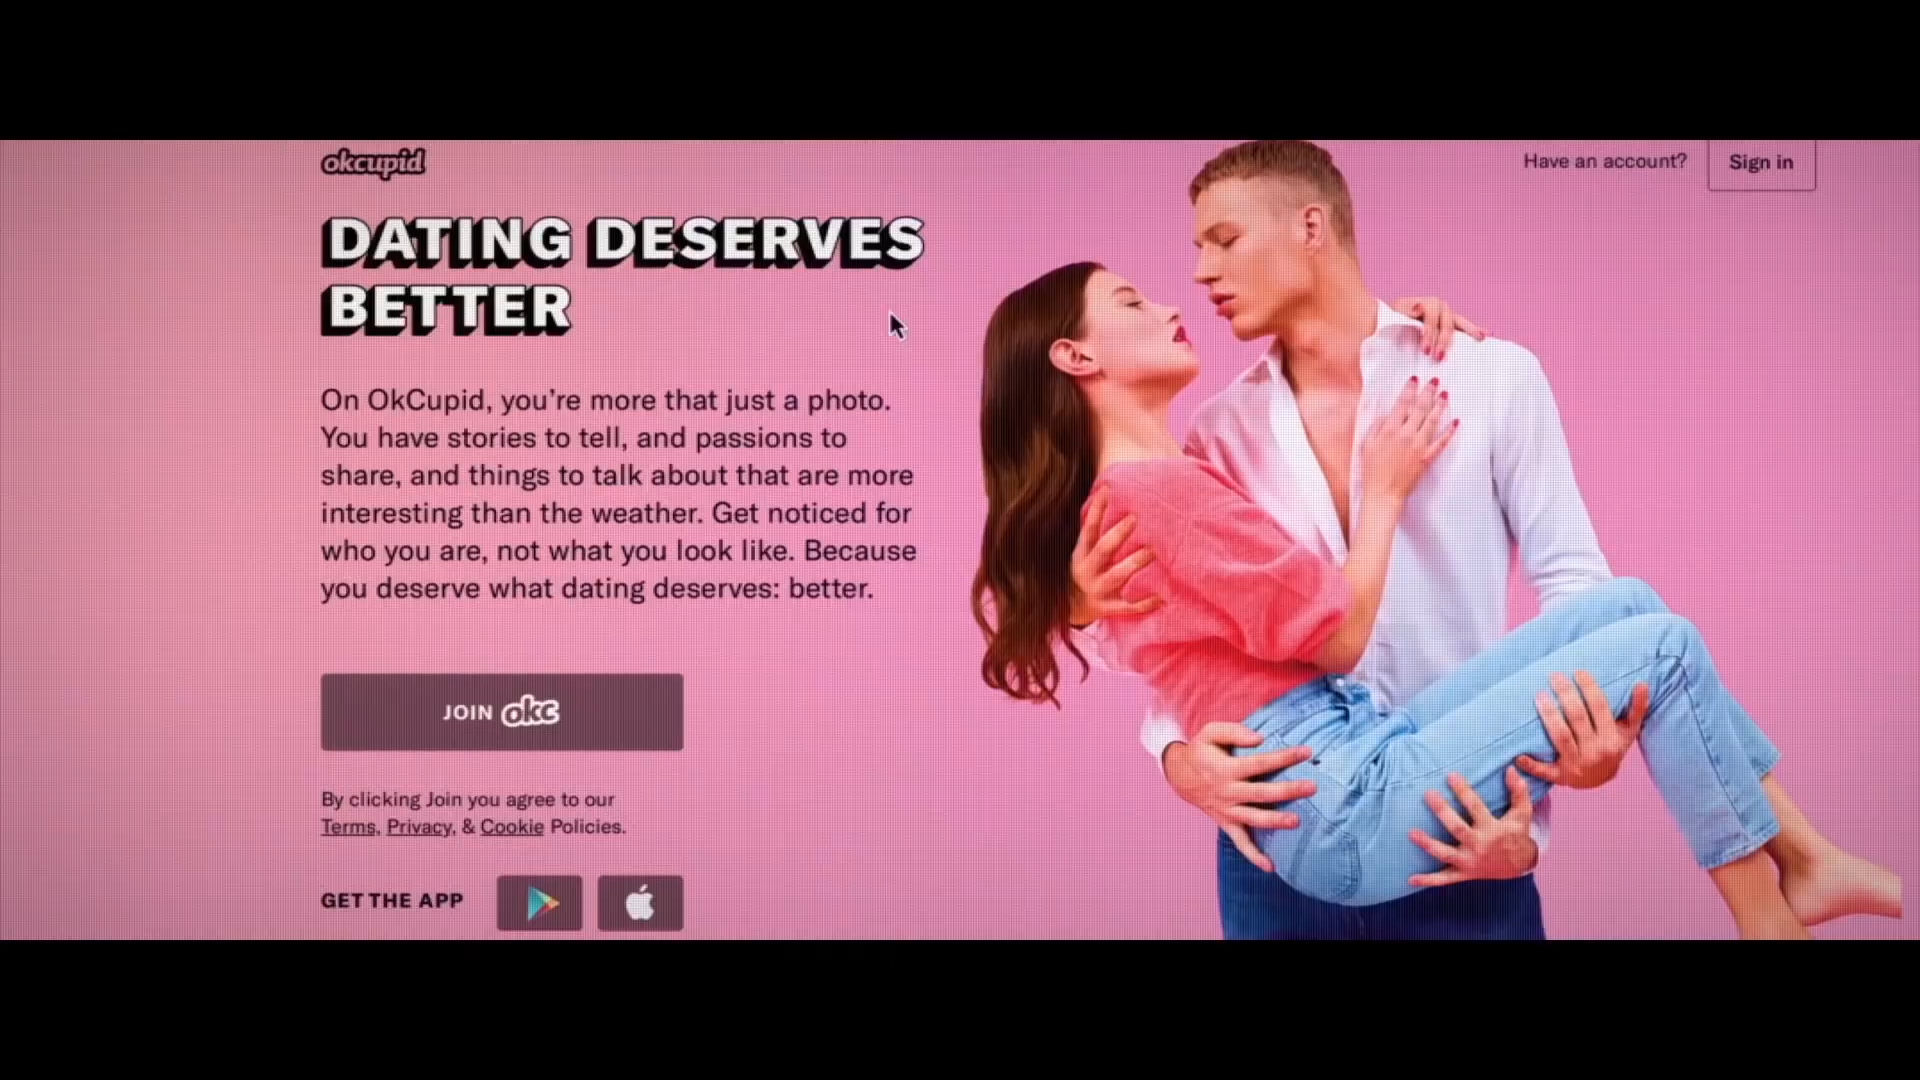 okcupid
Have an account?
Sign in
DATING DESERVES
BETTER
On OkCupid, you're more that just a photo.
You have stories to tell, and passions to
share, and things to talk about that are more
interesting than the weather. Get noticed for
who you are, not what you look like. Because
you deserve what dating deserves: better.
JOIN okc
By clicking Join you agree to our
Terms, Privacy, & Cookie Policies.
GET THE APP